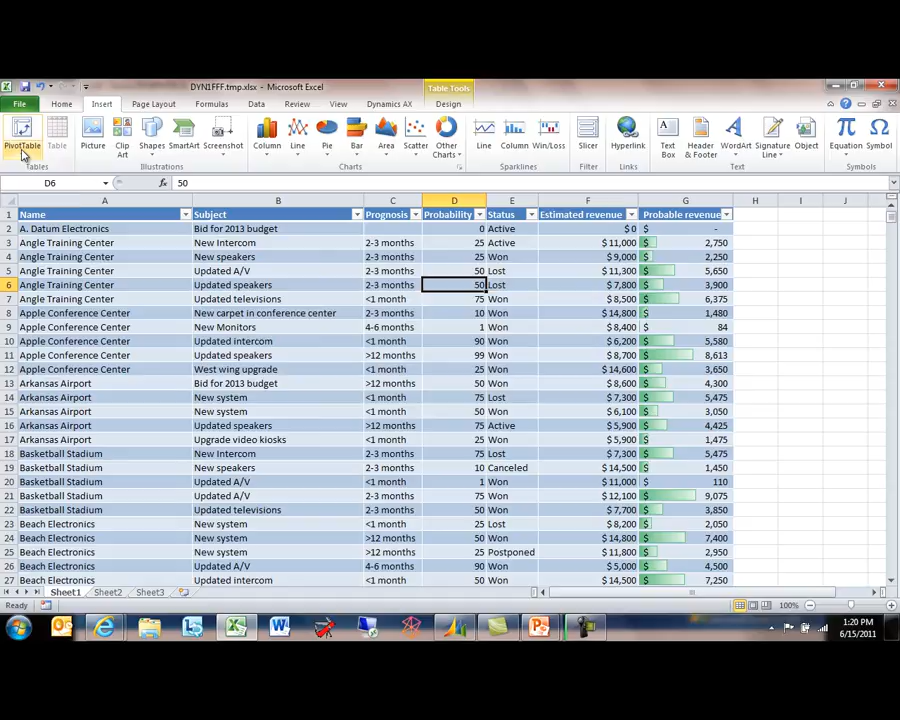 DYN1FFF.tmp.xlsx - Microsoft Excel
Table Tools
File Home Insert Page Layout Formulas Data Review View Dynamics AX Design
PivotTable Table Picture Clip Art Shapes SmartArt Screenshot Column Line Pie Bar Area Scatter Other Charts Line Column Win/Loss Slicer Hyperlink Text Box Header & Footer WordArt Signature Line Object Equation Symbol
Tables Illustrations Charts Sparklines Filter Links Text Symbols
D6 fx 50
A B C D E F G H I J
1 Name Subject Prognosis Probability Status Estimated revenue Probable revenue
2 A. Datum Electronics Bid for 2013 budget 0 Active $ 0 $ -
3 Angle Training Center New Intercom 2-3 months 25 Active $ 11,000 $ 2,750
4 Angle Training Center New speakers 2-3 months 25 Won $ 9,000 $ 2,250
5 Angle Training Center Updated A/V 2-3 months 50 Lost $ 11,300 $ 5,650
6 Angle Training Center Updated speakers 2-3 months 50 Lost $ 7,800 $ 3,900
7 Angle Training Center Updated televisions <1 month 75 Won $ 8,500 $ 6,375
8 Apple Conference Center New carpet in conference center 2-3 months 10 Won $ 14,800 $ 1,480
9 Apple Conference Center New Monitors 4-6 months 1 Won $ 8,400 $ 84
10 Apple Conference Center Updated intercom <1 month 90 Won $ 6,200 $ 5,580
11 Apple Conference Center Updated speakers >12 months 99 Won $ 8,700 $ 8,613
12 Apple Conference Center West wing upgrade <1 month 25 Won $ 14,600 $ 3,650
13 Arkansas Airport Bid for 2013 budget >12 months 50 Won $ 8,600 $ 4,300
14 Arkansas Airport New system <1 month 75 Lost $ 7,300 $ 5,475
15 Arkansas Airport New system <1 month 50 Won $ 6,100 $ 3,050
16 Arkansas Airport Updated speakers >12 months 75 Active $ 5,900 $ 4,425
17 Arkansas Airport Upgrade video kiosks <1 month 25 Won $ 5,900 $ 1,475
18 Basketball Stadium New Intercom 2-3 months 75 Lost $ 7,300 $ 5,475
19 Basketball Stadium New speakers 2-3 months 10 Canceled $ 14,500 $ 1,450
20 Basketball Stadium Updated A/V <1 month 1 Won $ 11,000 $ 110
21 Basketball Stadium Updated A/V 2-3 months 75 Won $ 12,100 $ 9,075
22 Basketball Stadium Updated televisions 2-3 months 50 Won $ 7,700 $ 3,850
23 Beach Electronics New system <1 month 25 Lost $ 8,200 $ 2,050
24 Beach Electronics New system >12 months 50 Won $ 14,800 $ 7,400
25 Beach Electronics New system >12 months 25 Postponed $ 11,800 $ 2,950
26 Beach Electronics Updated A/V 4-6 months 90 Won $ 5,000 $ 4,500
27 Beach Electronics Updated intercom <1 month 50 Won $ 14,500 $ 7,250
Sheet1 Sheet2 Sheet3
Ready 100%
1:20 PM
6/15/2011